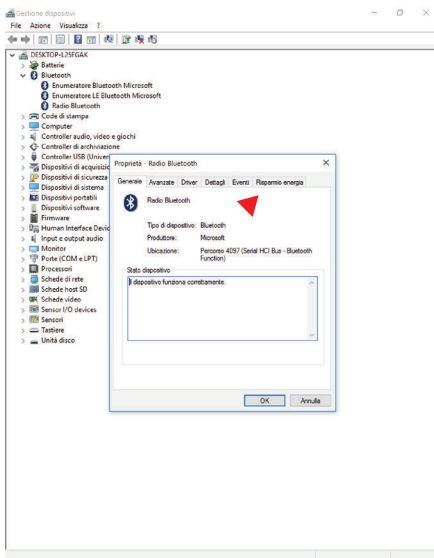 Gestione dispositivi
File Azione Visualizza ?
DESKTOP-L2SFGAK
Batterie
Bluetooth
Enumeratore Bluetooth Microsoft
Enumeratore LE Bluetooth Microsoft
Radio Bluetooth
Code di stampa
Computer
Controller audio, video e giochi
Controller di archiviazione
Controller USB (Univer
Dispositivi di acquisizic
Dispositivi di sicurezza
Dispositivi di sistema
Dispositivi portatili
Dispositivi software
Firmware
Human Interface Devic
Input e output audio
Monitor
Porte (COM e LPT)
Processori
Schede di rete
Schede host SD
Schede video
Sensor I/O devices
Sensori
Tastiere
Unità disco
Proprietà - Radio Bluetooth
Generale Avanzate Driver Dettagli Eventi Risparmio energia
Radio Bluetooth
Tipo di dispositivo: Bluetooth
Produttore: Microsoft
Ubicazione: Percorso 4097 (Serial HCI Bus - Bluetooth
Function)
Stato dispositivo
Il dispositivo funziona correttamente.
OK Annulla